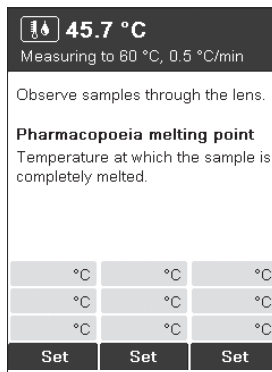 45.7 °C
Measuring to 60 °C, 0.5 °C/min
Observe samples through the lens.
Pharmacopoeia melting point
Temperature at which the sample is
completely melted.
°C °C °C
°C °C °C
°C °C °C
Set Set Set